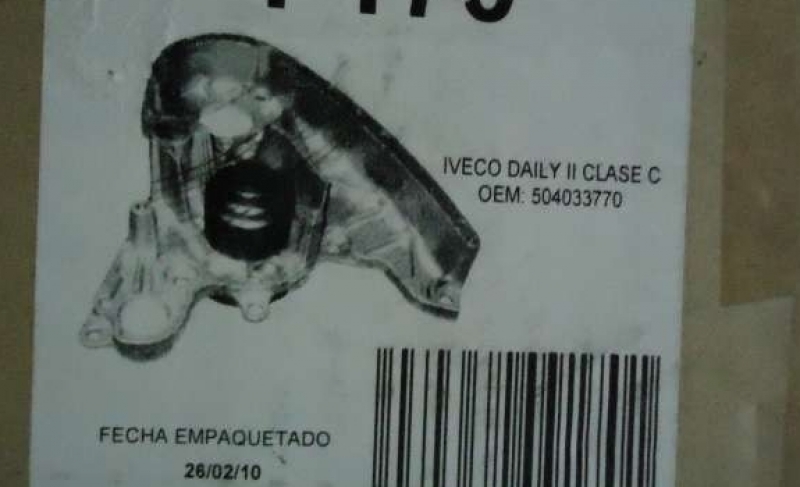 IVECO DAILY II CLASE C
OEM: 504033770
FECHA EMPAQUETADO
26/02/10